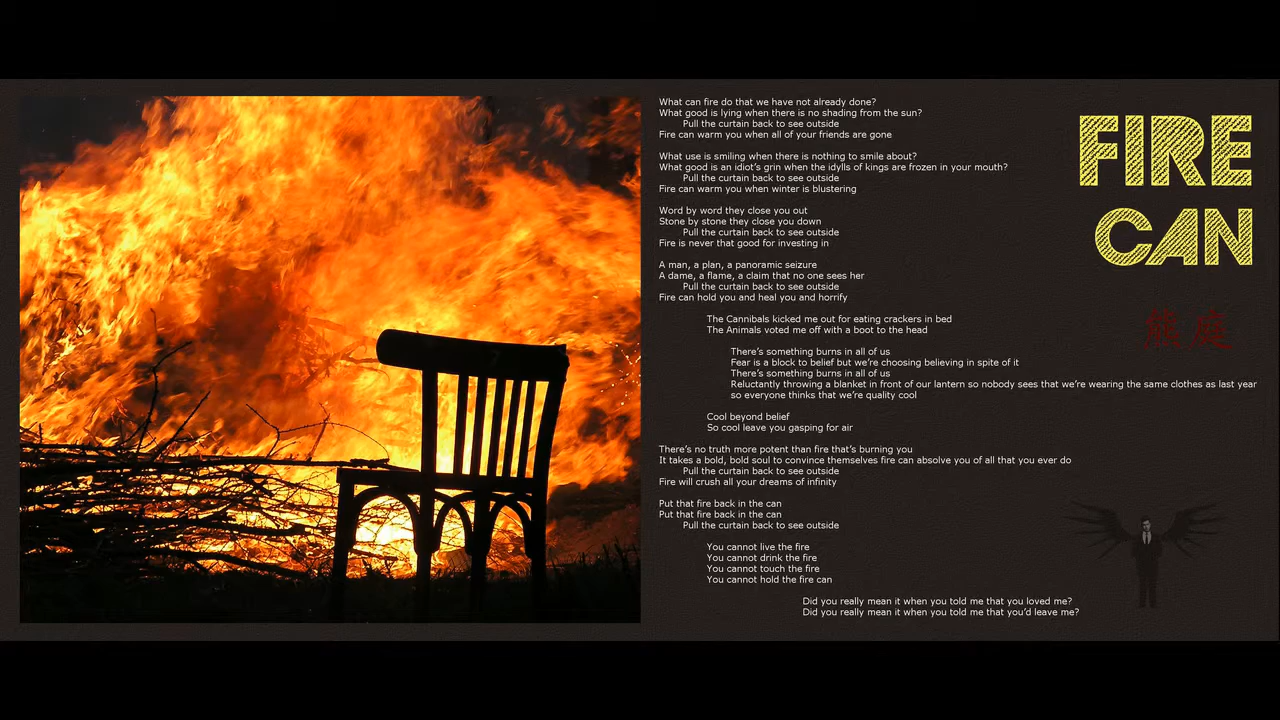 What can fire do that we have not already done?
What good is lying when there is no shading from the sun?
Pull the curtain back to see outside
Fire can warm you when all of your friends are gone
What use is smiling when there is nothing to smile about?
What good is an idiot's grin when the idylls of kings are frozen in your mouth?
Pull the curtain back to see outside
Fire can warm you when winter is blustering
Word by word they close you out
Stone by stone they close you down
Pull the curtain back to see outside
Fire is never that good for investing in
A man, a plan, a panoramic seizure
A dame, a flame, a claim that no one sees her
Pull the curtain back to see outside
Fire can hold you and heal you and horrify
The Cannibals kicked me out for eating crackers in bed
The Animals voted me off with a boot to the head
There's something burns in all of us
Fear is a block to belief but we're choosing believing in spite of it
There's something burns in all of us
Reluctantly throwing a blanket in front of our lantern so nobody sees that we're wearing the same clothes as last year
so everyone thinks that we're quality cool
Cool beyond belief
So cool leave you gasping for air
There's no truth more potent than fire that's burning you
It takes a bold, bold soul to convince themselves fire can absolve you of all that you ever do
Pull the curtain back to see outside
Fire will crush all your dreams of infinity
Put that fire back in the can
Put that fire back in the can
Pull the curtain back to see outside
You cannot live the fire
You cannot drink the fire
You cannot touch the fire
You cannot hold the fire can
Did you really mean it when you told me that you loved me?
Did you really mean it when you told me that you'd leave me?
FIRE
CAN
熊庭